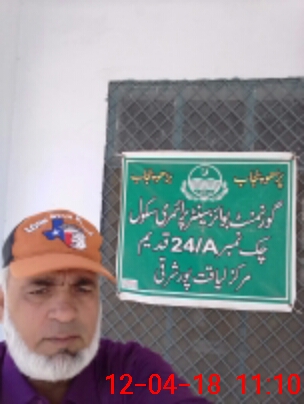 پڑھو پنجاب بڑھو پنجاب
گورنمنٹ بوائز سینٹر پرائمری سکول
چک نمبر 24/A قدیم
مرکز لیاقت پور شرقی
12-04-18 11:10